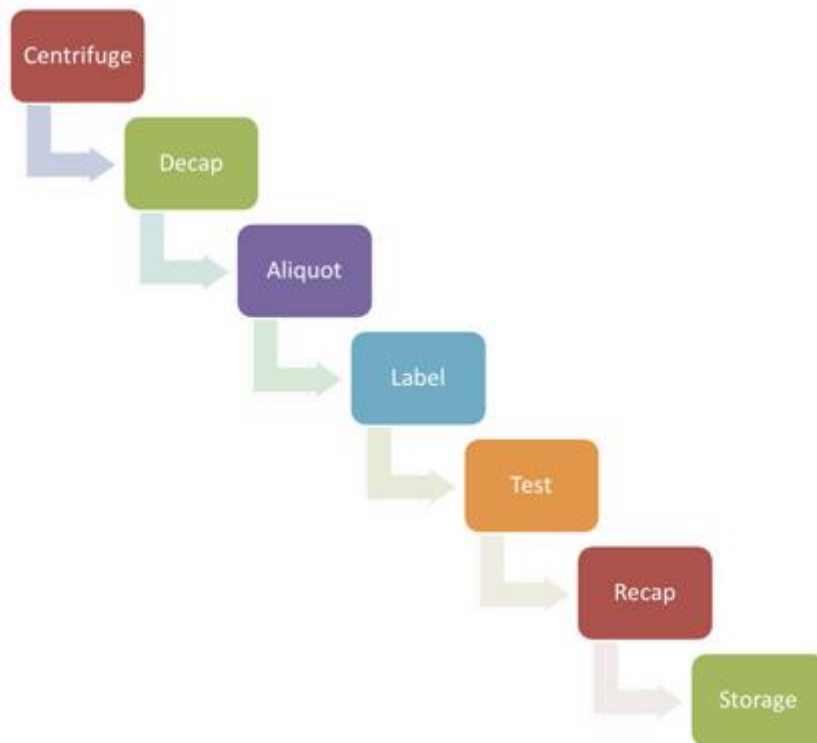 Centrifuge
Decap
Aliquot
Label
Test
Recap
Storage